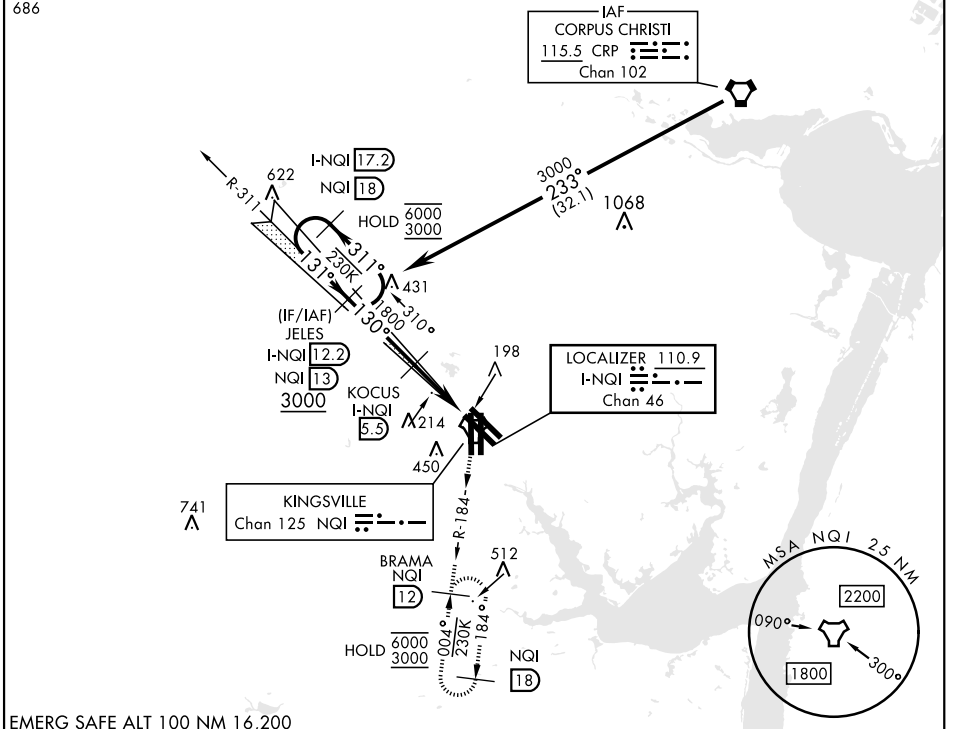 686
IAF
CORPUS CHRISTI
115.5 CRP
Chan 102
I-NQI 17.2
NQI 18
R-311
622
HOLD 6000
3000
3000
233°
(32.1)
1068
311°
230K
131°
431
310°
1800
130°
(IF/IAF)
JELES
I-NQI 12.2
NQI 13
3000
KOCUS
I-NQI
5.5
198
214
450
LOCALIZER 110.9
I-NQI
Chan 46
741
KINGSVILLE
Chan 125 NQI
R-184
BRAMA
NQI
12
512
HOLD 6000
3000
004°
230K
184°
NQI
18
MSA NQI 25 NM
2200
090°
1800
300°
EMERG SAFE ALT 100 NM 16,200